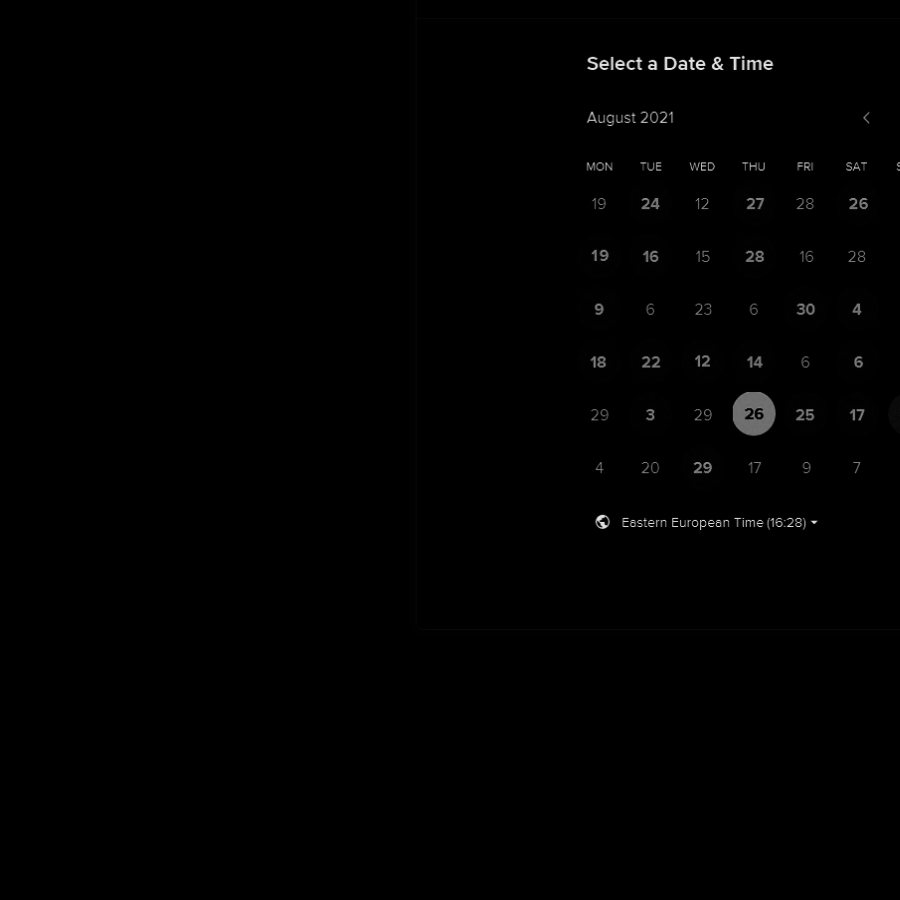 Select a Date & Time
August 2021
MON TUE WED THU FRI SAT S
19 24 12 27 28 26
19 16 15 28 16 28
9 6 23 6 30 4
18 22 12 14 6 6
29 3 29 26 25 17
4 20 29 17 9 7
Eastern European Time (16:28)